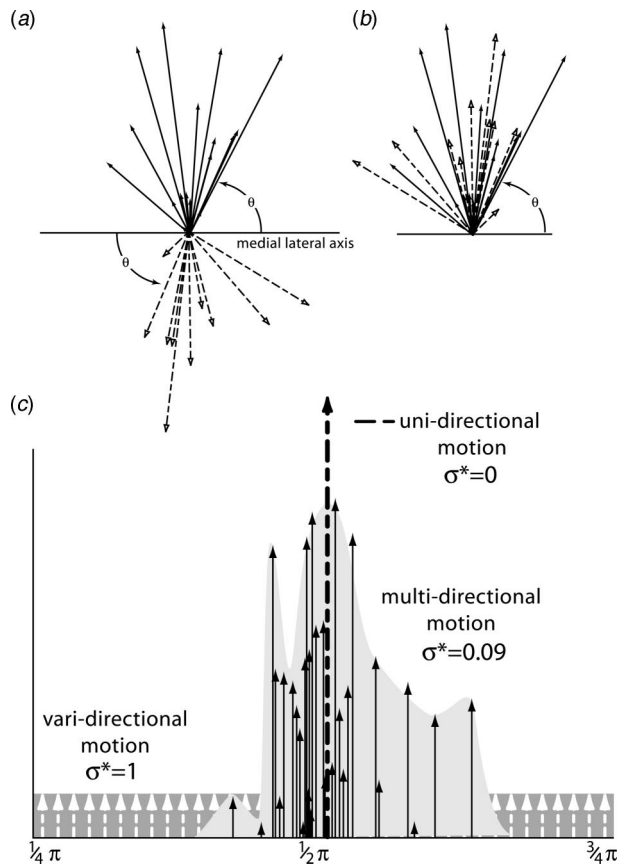 (a)
(b)
θ
θ
medial lateral axis
θ
(c)
uni-directional
motion
σ*=0
multi-directional
motion
σ*=0.09
vari-directional
motion
σ*=1
¼ π
½ π
¾ π